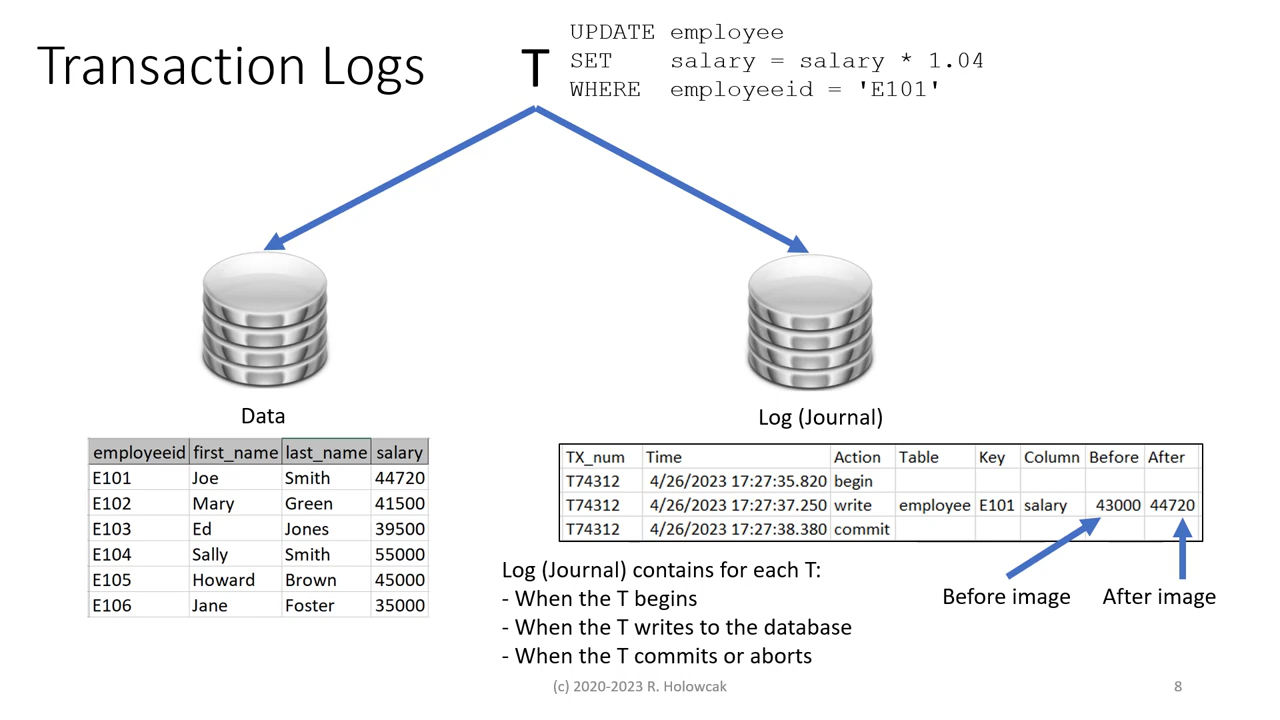 Transaction Logs
T
UPDATE employee
SET salary = salary * 1.04
WHERE employeeid = 'E101'
Data
employeeid first_name last_name salary
E101 Joe Smith 44720
E102 Mary Green 41500
E103 Ed Jones 39500
E104 Sally Smith 55000
E105 Howard Brown 45000
E106 Jane Foster 35000
Log (Journal)
TX_num Time Action Table Key Column Before After
T74312 4/26/2023 17:27:35.820 begin
T74312 4/26/2023 17:27:37.250 write employee E101 salary 43000 44720
T74312 4/26/2023 17:27:38.380 commit
Before image After image
Log (Journal) contains for each T:
- When the T begins
- When the T writes to the database
- When the T commits or aborts
(c) 2020-2023 R. Holowcak
8